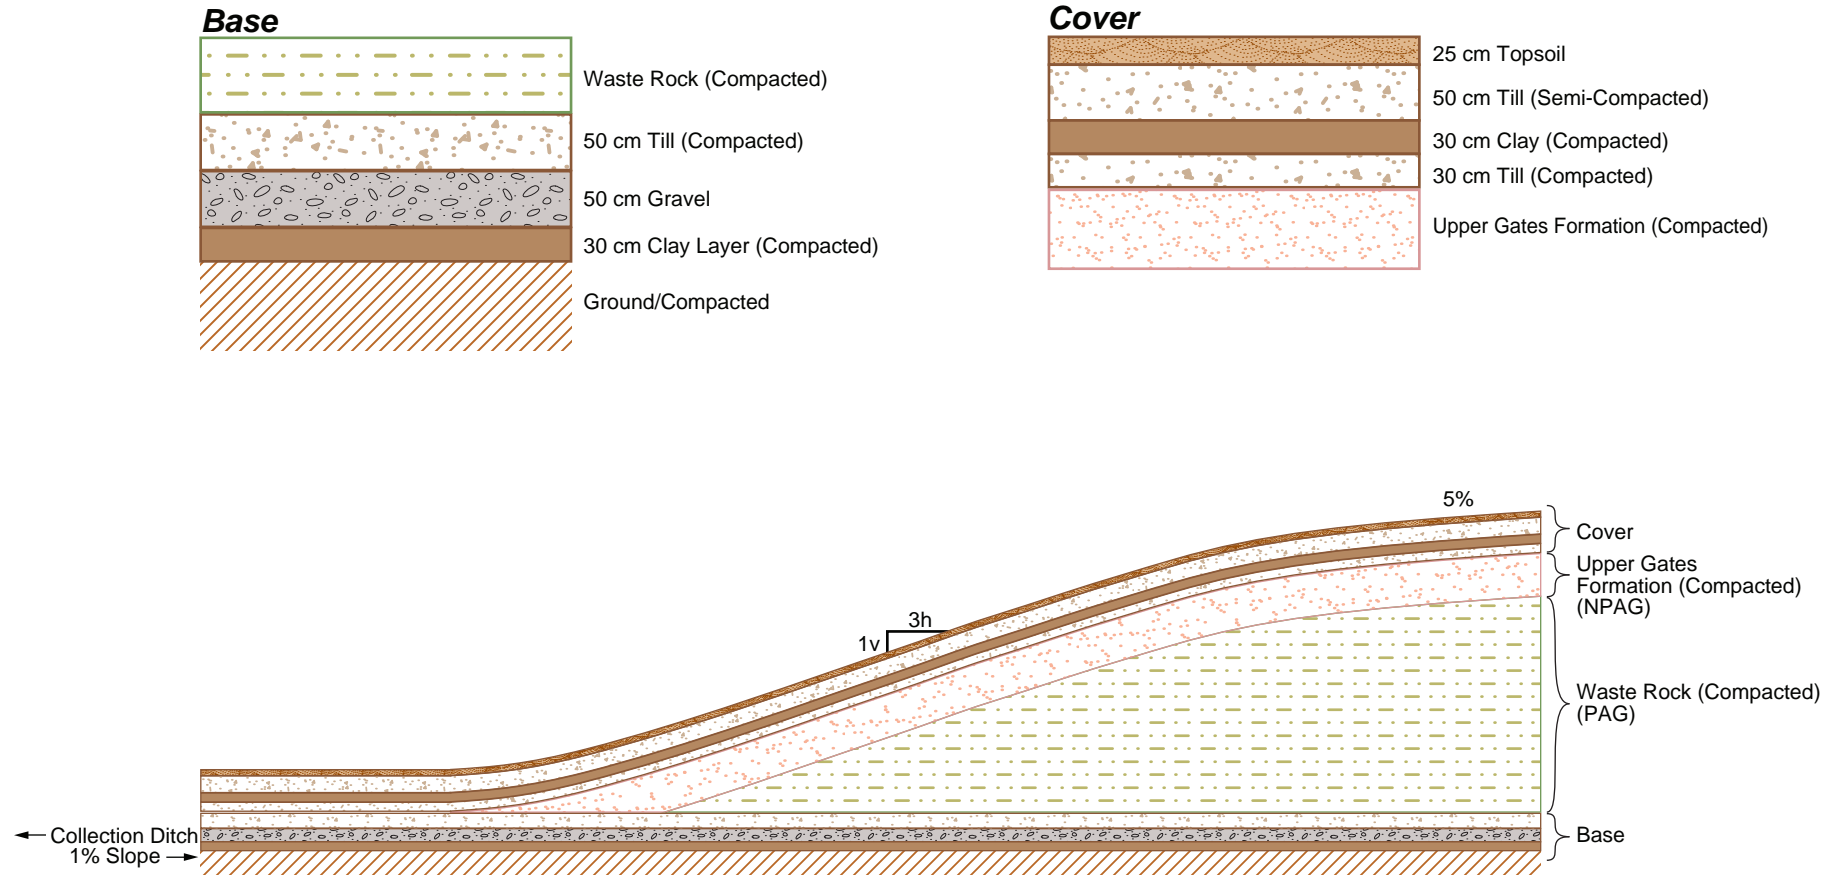 Base
Waste Rock (Compacted)
50 cm Till (Compacted)
50 cm Gravel
30 cm Clay Layer (Compacted)
Ground/Compacted
Cover
25 cm Topsoil
50 cm Till (Semi-Compacted)
30 cm Clay (Compacted)
30 cm Till (Compacted)
Upper Gates Formation (Compacted)
5%
Cover
Upper Gates
Formation (Compacted)
(NPAG)
3h
1v
Waste Rock (Compacted)
(PAG)
Collection Ditch
1% Slope
Base